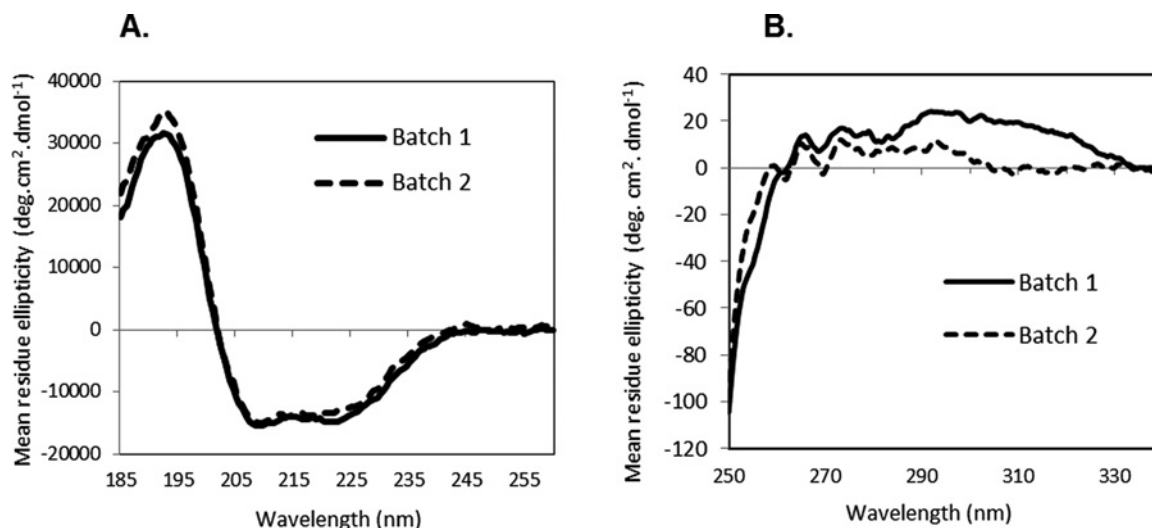 A.
Mean residue ellipticity (deg.cm².dmol⁻¹)
40000
30000
20000
10000
0
-10000
-20000
Batch 1
Batch 2
185 195 205 215 225 235 245 255
Wavelength (nm)
B.
Mean residue ellipticity (deg. cm². dmol⁻¹)
40
20
0
-20
-40
-60
-80
-100
-120
Batch 1
Batch 2
250 270 290 310 330
Wavelength (nm)